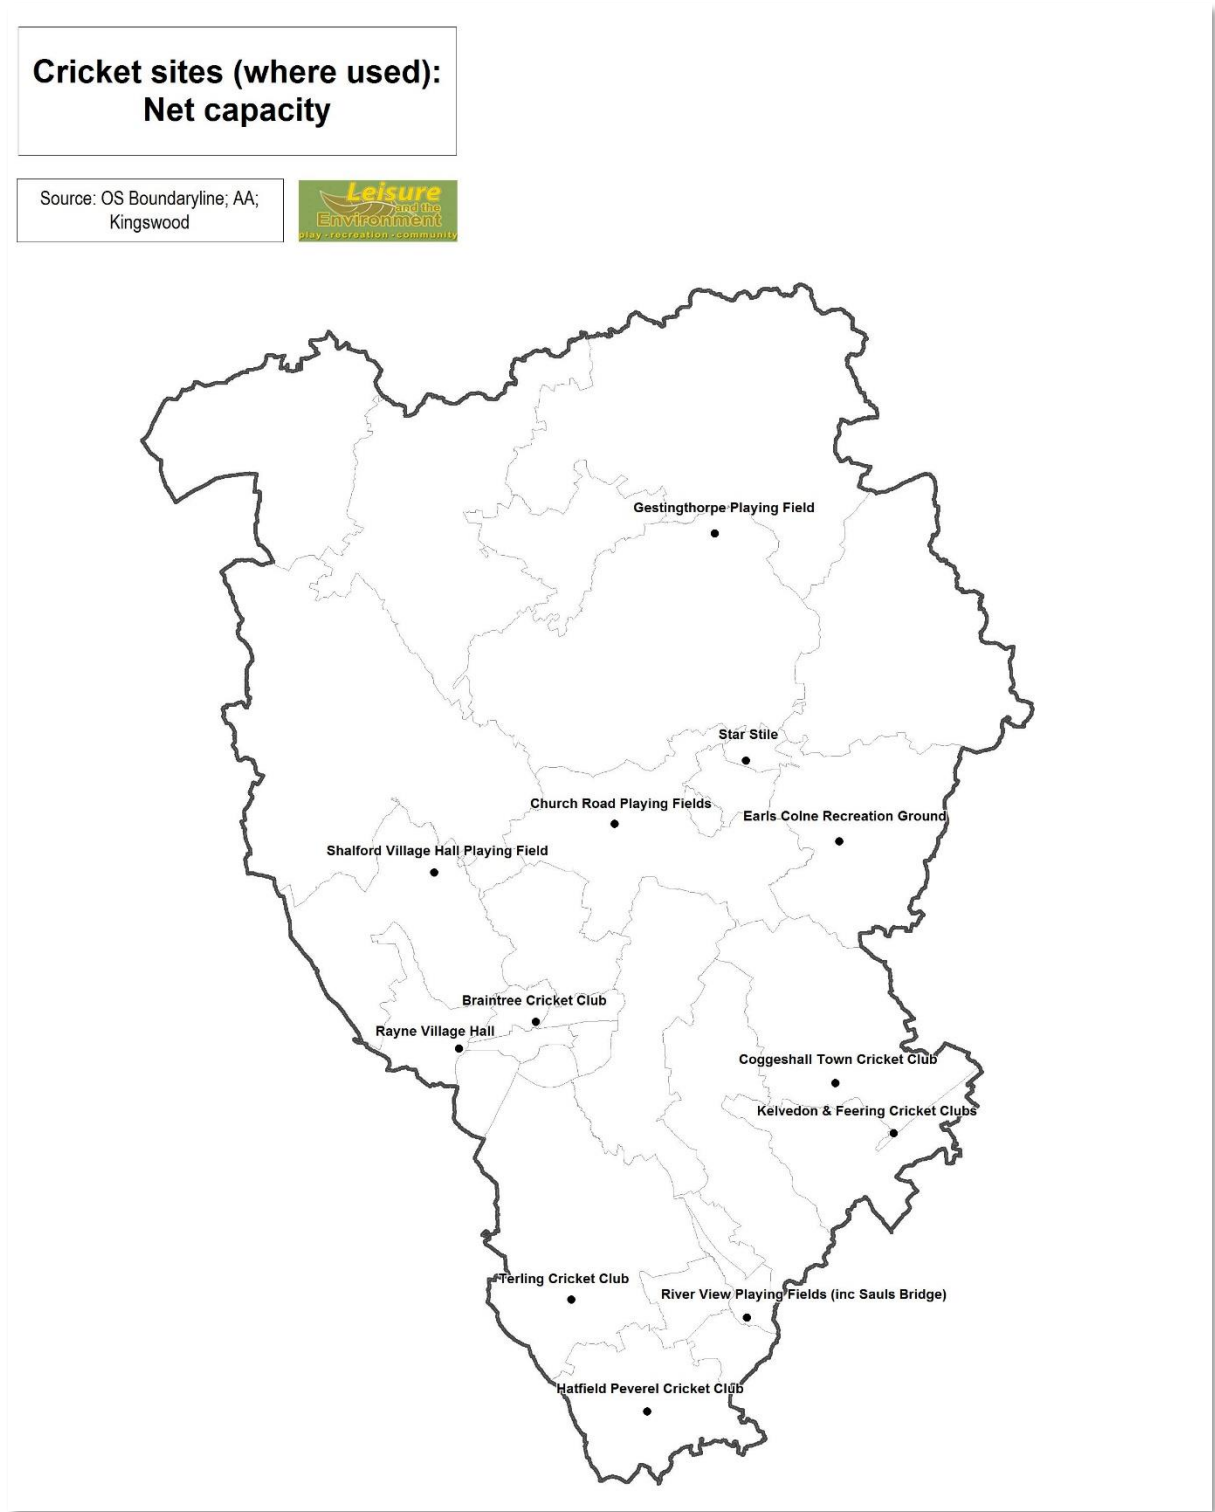 Cricket sites (where used):
Net capacity
Source: OS Boundaryline; AA;
Kingswood
Leisure
and the
Environment
play • recreation • community
Gestingthorpe Playing Field
Star Stile
Church Road Playing Fields
Earls Colne Recreation Ground
Shalford Village Hall Playing Field
Braintree Cricket Club
Rayne Village Hall
Coggeshall Town Cricket Club
Kelvedon & Feering Cricket Clubs
Terling Cricket Club
River View Playing Fields (inc Sauls Bridge)
Hatfield Peverel Cricket Club